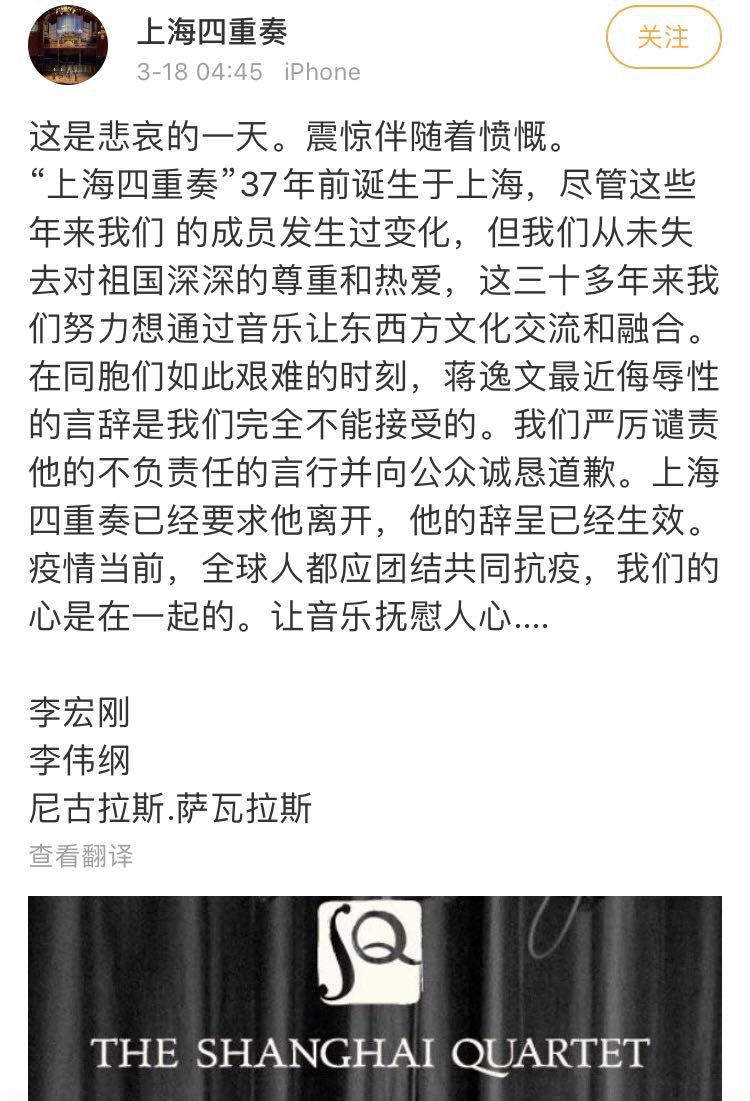 上海四重奏
关注
3-18 04:45 iPhone
这是悲哀的一天。震惊伴随着愤慨。
“上海四重奏”37年前诞生于上海，尽管这些
年来我们 的成员发生过变化，但我们从未失
去对祖国深深的尊重和热爱，这三十多年来我
们努力想通过音乐让东西方文化交流和融合。
在同胞们如此艰难的时刻，蒋逸文最近侮辱性
的言辞是我们完全不能接受的。我们严厉谴责
他的不负责任的言行并向公众诚恳道歉。上海
四重奏已经要求他离开，他的辞呈已经生效。
疫情当前，全球人都应团结共同抗疫，我们的
心是在一起的。让音乐抚慰人心....
李宏刚
李伟纲
尼古拉斯.萨瓦拉斯
查看翻译
SQ
THE SHANGHAI QUARTET